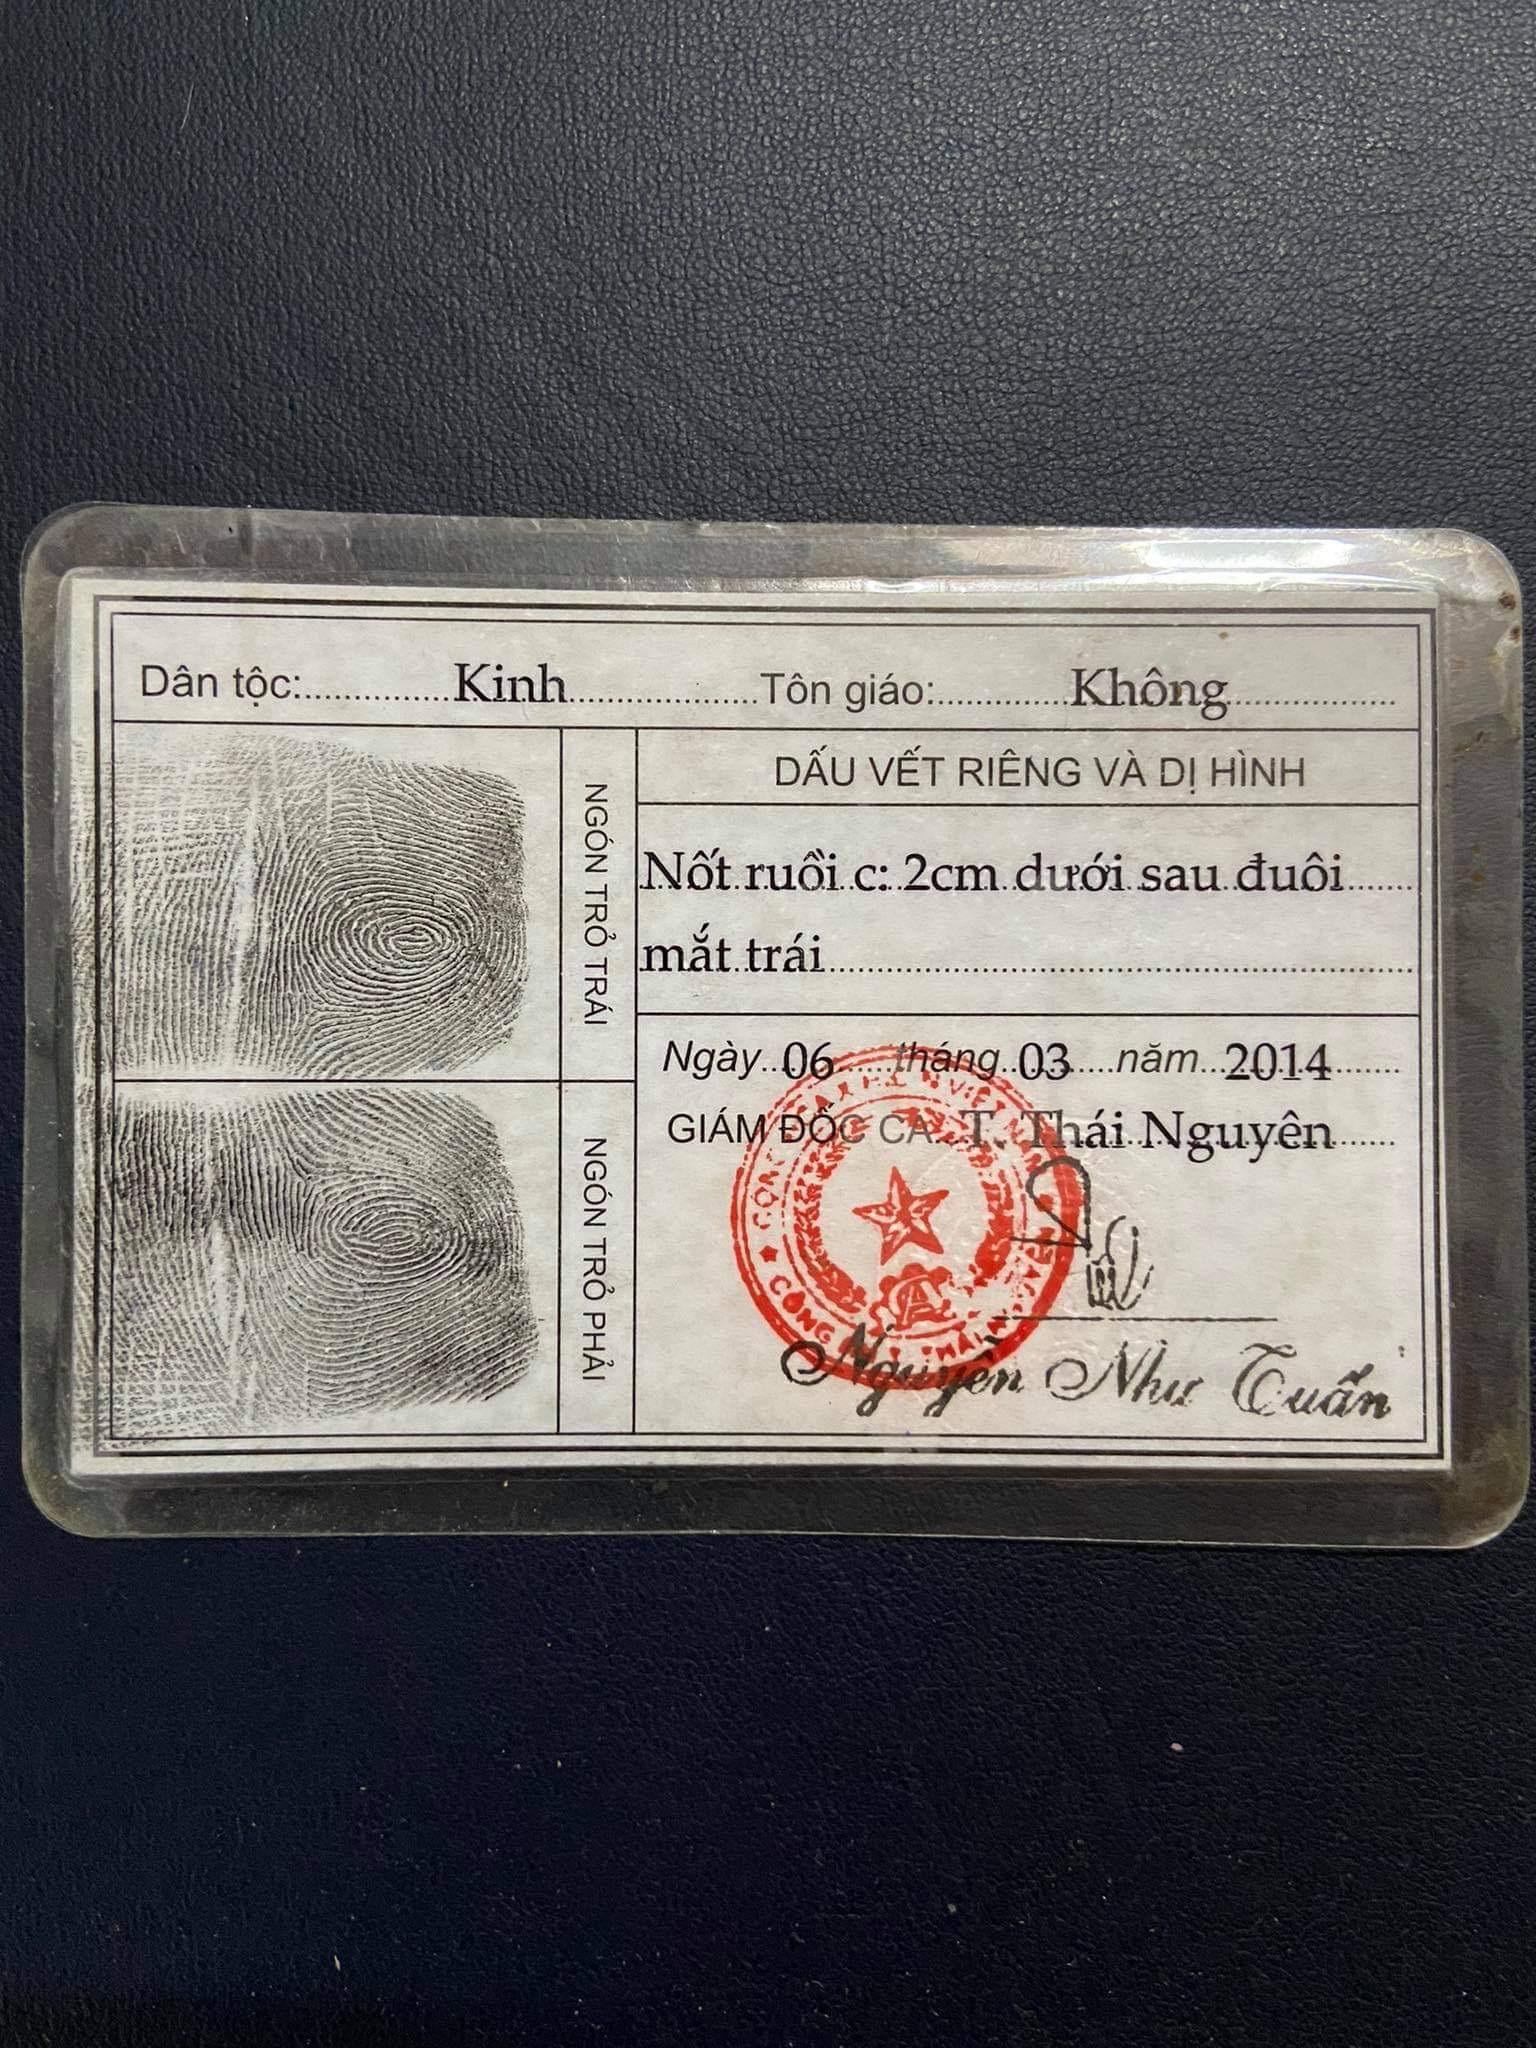 Dân tộc: Kinh Tôn giáo: Không
NGÓN TRỎ TRÁI
DẤU VẾT RIÊNG VÀ DỊ HÌNH
Nốt ruồi c: 2cm dưới sau đuôi
mắt trái
NGÓN TRỎ PHẢI
Ngày 06 tháng 03 năm 2014
GIÁM ĐỐC CA T. Thái Nguyên
CÔNG
Nguyễn Như Tuấn